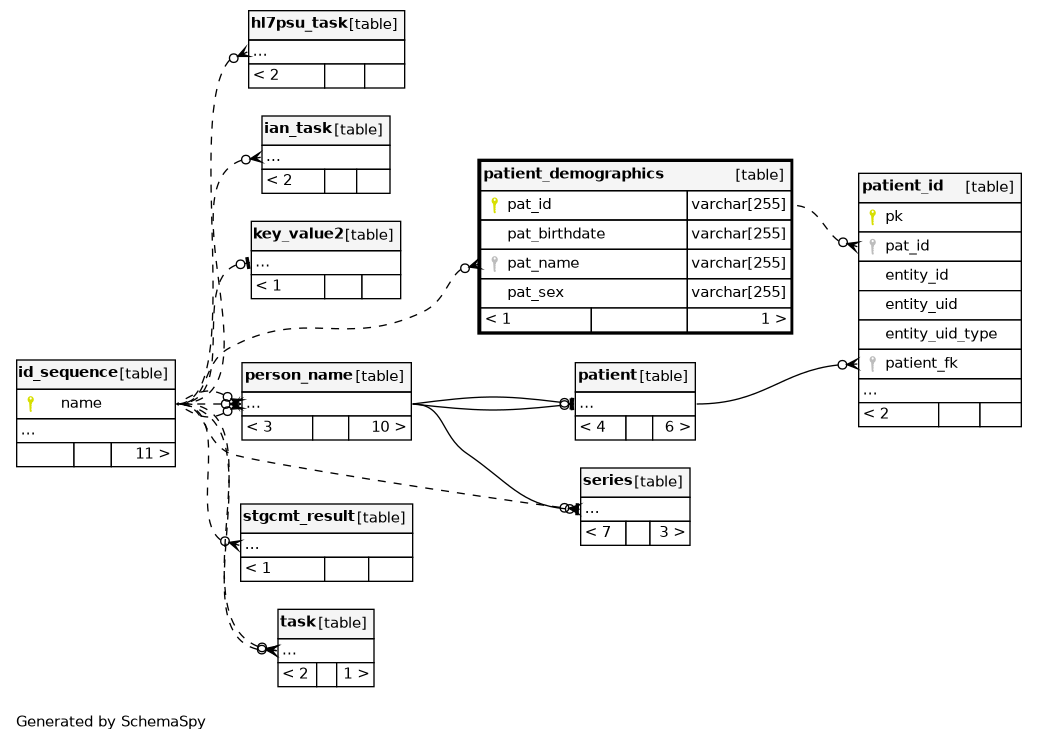 hl7psu_task [table]
...
< 2
ian_task [table]
...
< 2
key_value2 [table]
...
< 1
patient_demographics [table]
pat_id varchar[255]
pat_birthdate varchar[255]
pat_name varchar[255]
pat_sex varchar[255]
< 1 1 >
patient_id [table]
pk
pat_id
entity_id
entity_uid
entity_uid_type
patient_fk
...
< 2
id_sequence [table]
name
...
11 >
person_name [table]
...
< 3 10 >
patient [table]
...
< 4 6 >
series [table]
...
< 7 3 >
stgcmt_result [table]
...
< 1
task [table]
...
< 2 1 >
Generated by SchemaSpy